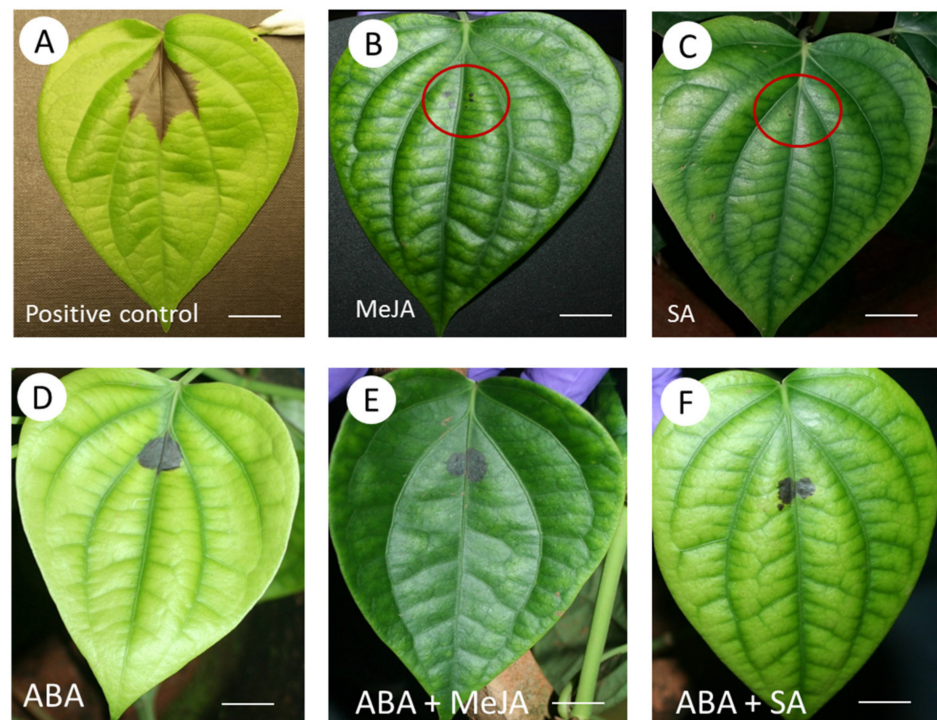 A
Positive control
B
MeJA
C
SA
D
ABA
E
ABA + MeJA
F
ABA + SA